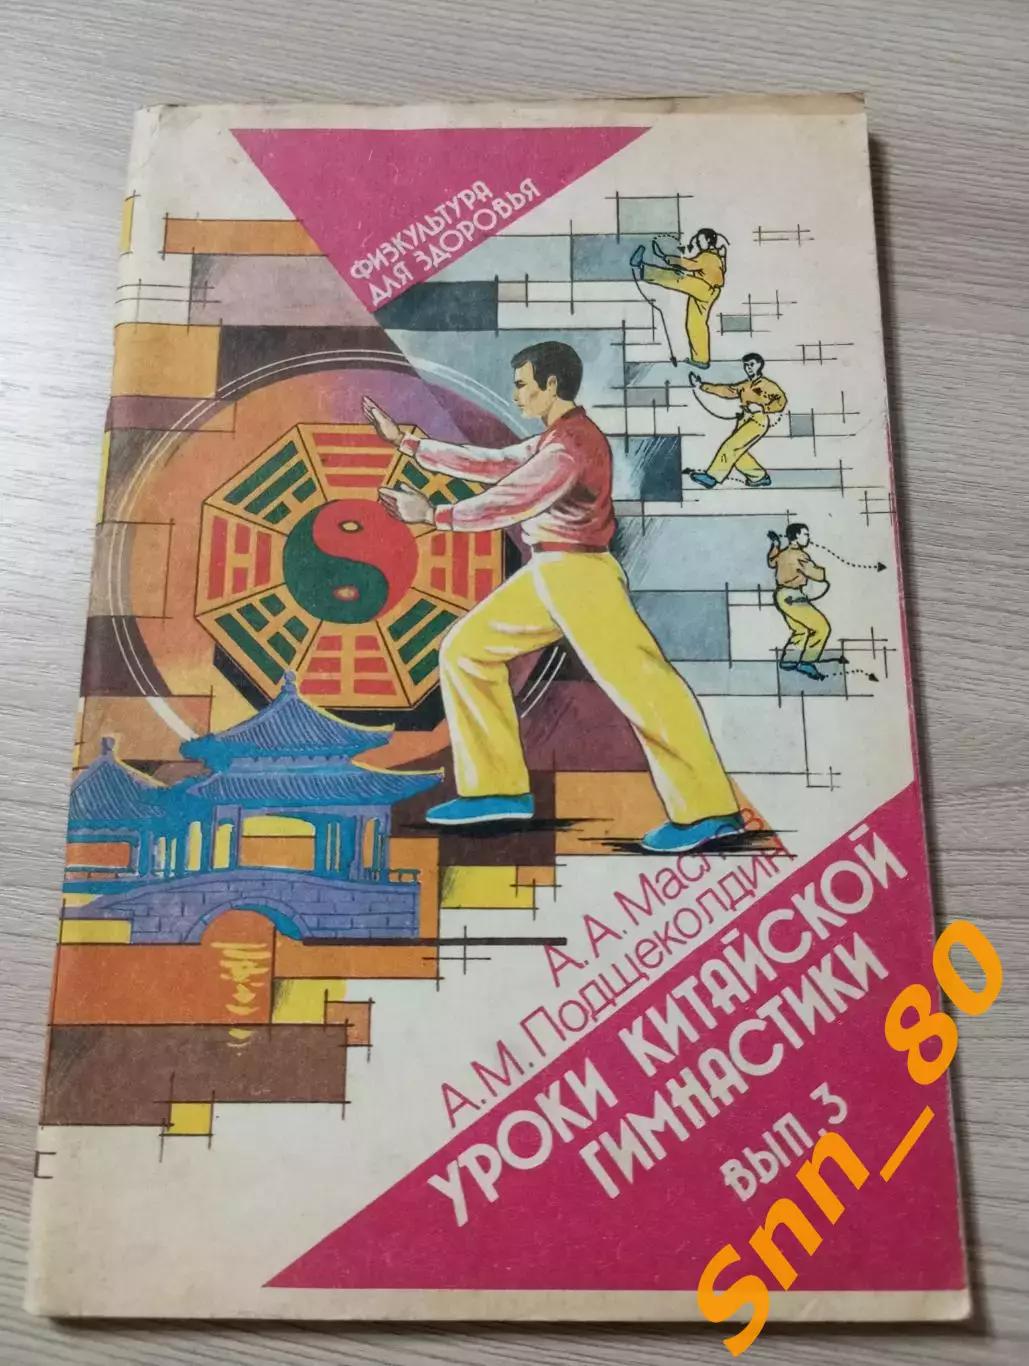 ФИЗКУЛЬТУРА
ДЛЯ ЗДОРОВЬЯ
А. А. Маслов
А. М. Подщеколдин
УРОКИ КИТАЙСКОЙ
ГИМНАСТИКИ
ВЫП. 3
Snn_80